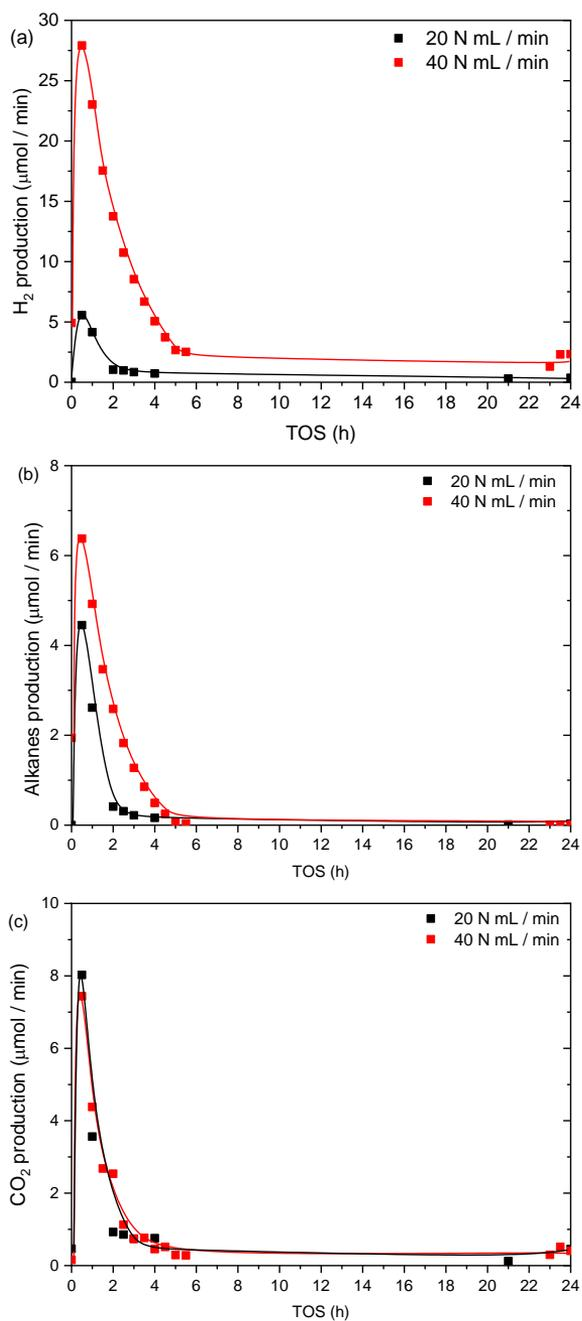 (a)
20 N mL / min
40 N mL / min
H2 production (μmol / min)
30
25
20
15
10
5
0
0 2 4 6 8 10 12 14 16 18 20 22 24
TOS (h)
(b)
20 N mL / min
40 N mL / min
Alkanes production (μmol / min)
8
6
4
2
0
0 2 4 6 8 10 12 14 16 18 20 22 24
TOS (h)
(c)
20 N mL / min
40 N mL / min
CO2 production (μmol / min)
10
8
6
4
2
0
0 2 4 6 8 10 12 14 16 18 20 22 24
TOS (h)